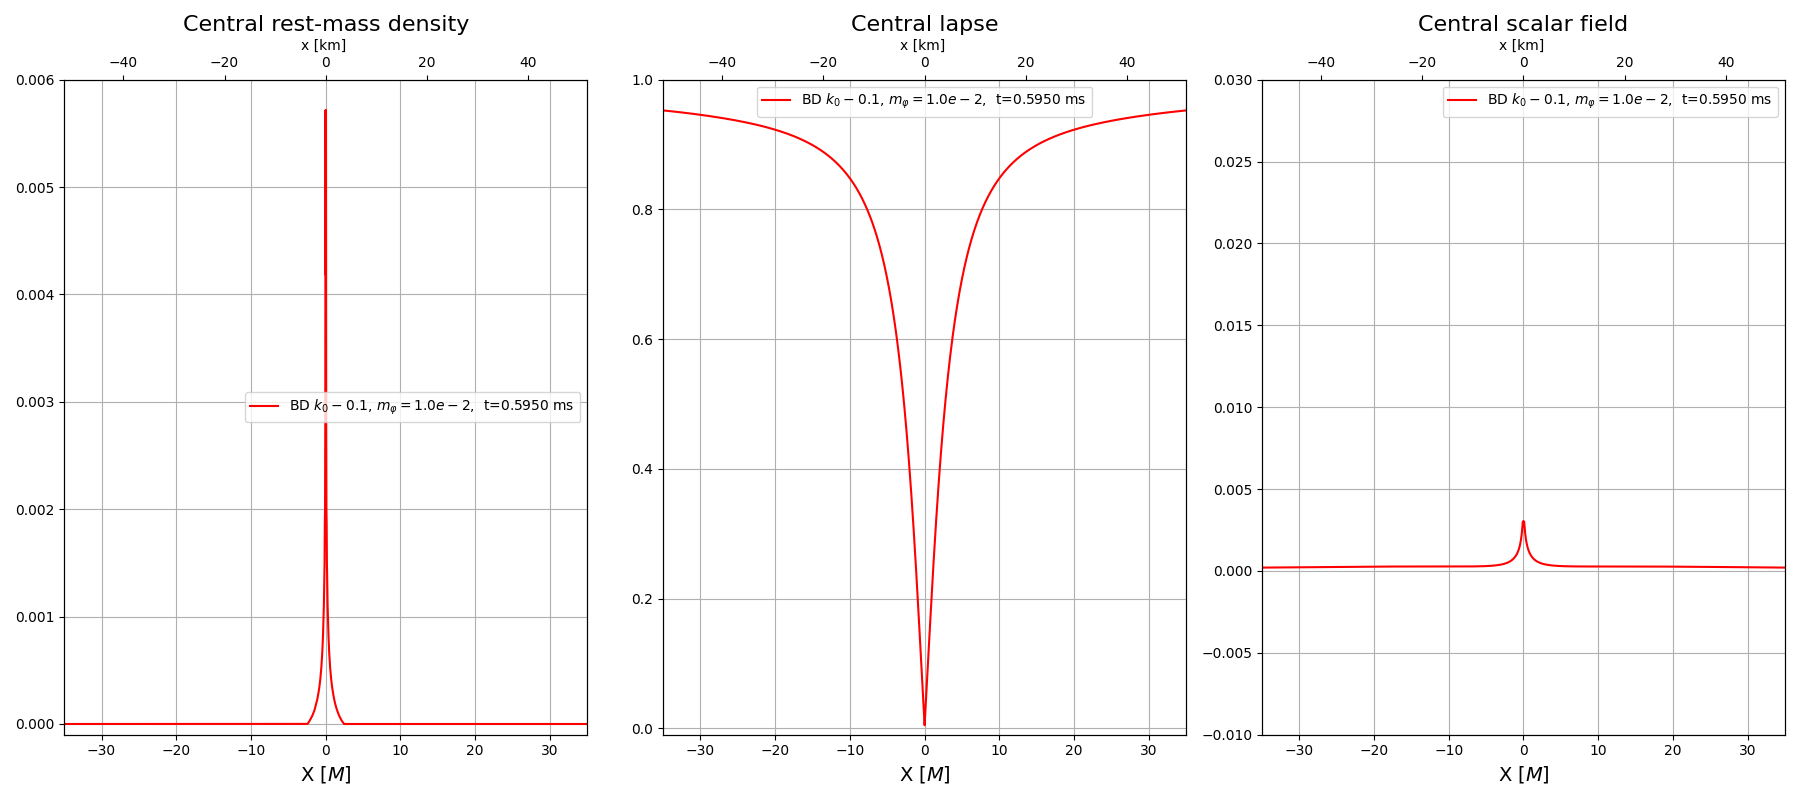 Central rest-mass density
x [km]
−40 −20 0 20 40
0.006
0.005
0.004
0.003
0.002
0.001
0.000
BD k₀ − 0.1, mᵩ = 1.0e − 2, t=0.5950 ms
−30 −20 −10 0 10 20 30
X [M]
Central lapse
x [km]
−40 −20 0 20 40
1.0
0.8
0.6
0.4
0.2
0.0
BD k₀ − 0.1, mᵩ = 1.0e − 2, t=0.5950 ms
−30 −20 −10 0 10 20 30
X [M]
Central scalar field
x [km]
−40 −20 0 20 40
0.030
0.025
0.020
0.015
0.010
0.005
0.000
−0.005
−0.010
BD k₀ − 0.1, mᵩ = 1.0e − 2, t=0.5950 ms
−30 −20 −10 0 10 20 30
X [M]